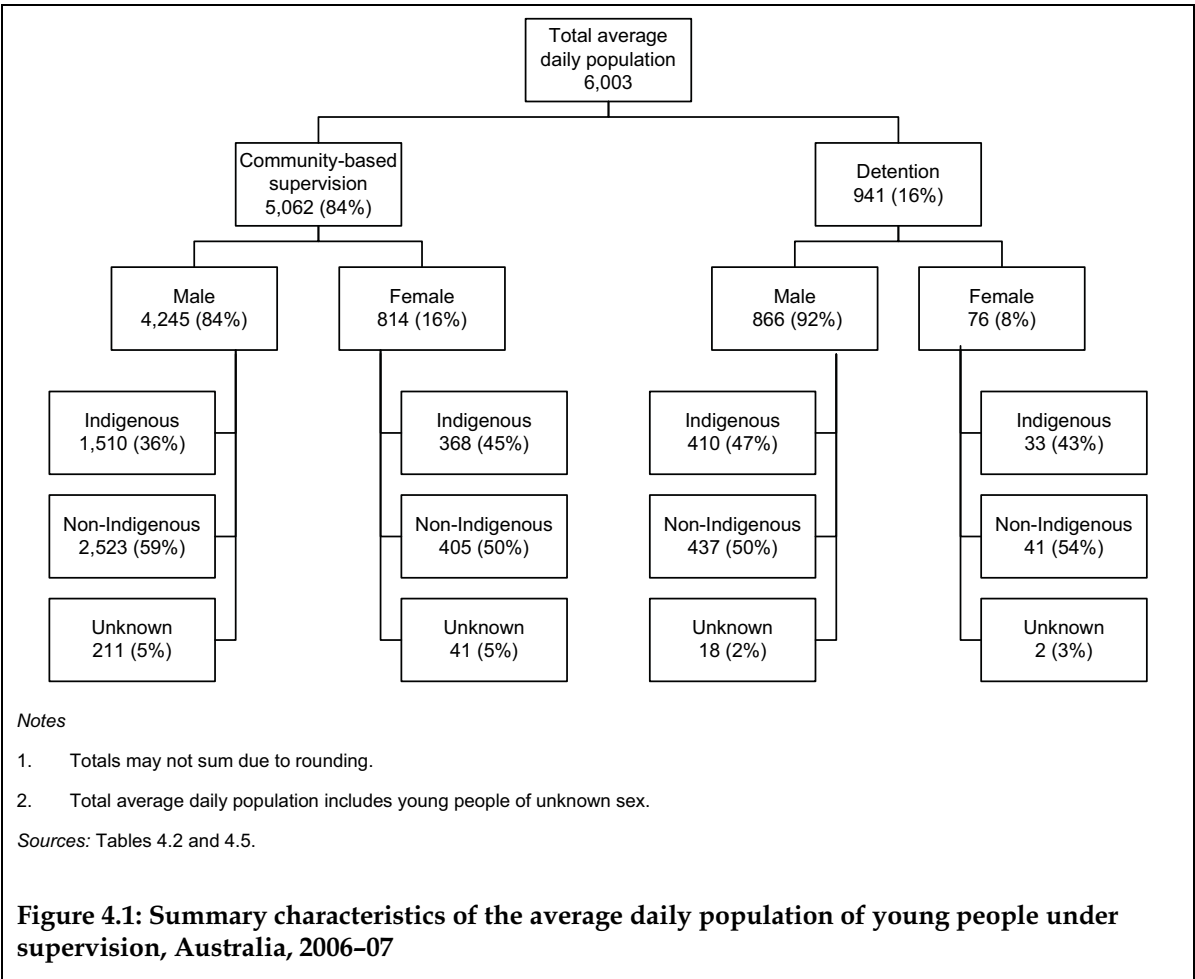 Total average
daily population
6,003
Community-based
supervision
5,062 (84%)
Detention
941 (16%)
Male
4,245 (84%)
Female
814 (16%)
Male
866 (92%)
Female
76 (8%)
Indigenous
1,510 (36%)
Indigenous
368 (45%)
Indigenous
410 (47%)
Indigenous
33 (43%)
Non-Indigenous
2,523 (59%)
Non-Indigenous
405 (50%)
Non-Indigenous
437 (50%)
Non-Indigenous
41 (54%)
Unknown
211 (5%)
Unknown
41 (5%)
Unknown
18 (2%)
Unknown
2 (3%)
Notes
1. Totals may not sum due to rounding.
2. Total average daily population includes young people of unknown sex.
Sources: Tables 4.2 and 4.5.
Figure 4.1: Summary characteristics of the average daily population of young people under
supervision, Australia, 2006–07